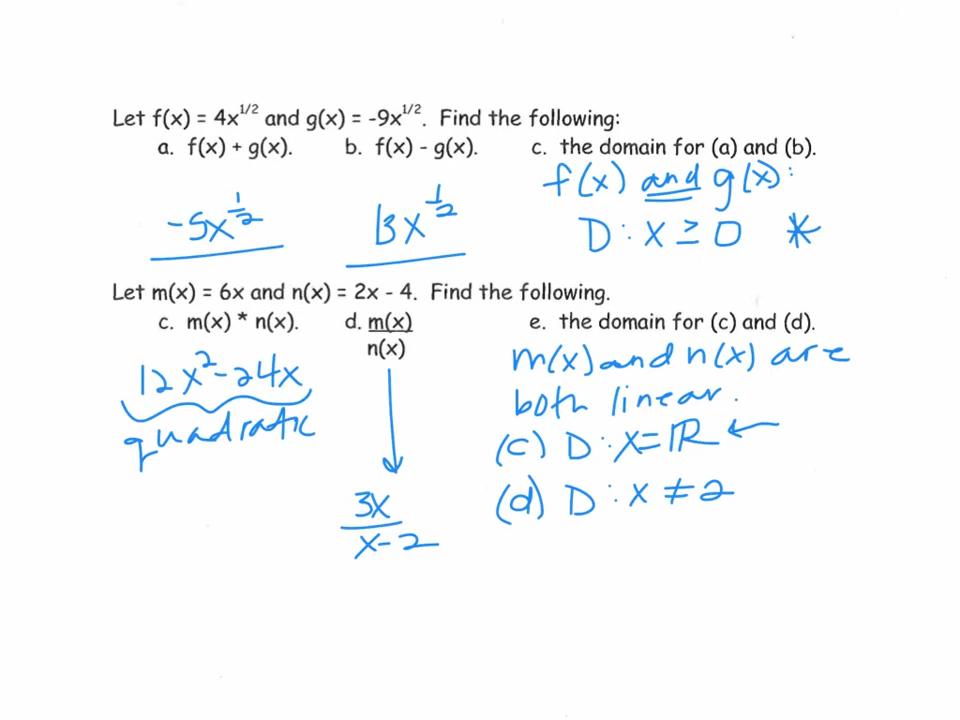 Let f(x) = 4x^1/2 and g(x) = -9x^1/2. Find the following:
a. f(x) + g(x). b. f(x) - g(x). c. the domain for (a) and (b).
f(x) and g(x):
-5x^1/2 13x^1/2 D: x ≥ 0 *
Let m(x) = 6x and n(x) = 2x - 4. Find the following.
c. m(x) * n(x). d. m(x)/n(x) e. the domain for (c) and (d).
m(x) and n(x) are
12x²-24x both linear.
quadratic (c) D: x=ℝ ←
(d) D: x ≠ 2
3x
x-2